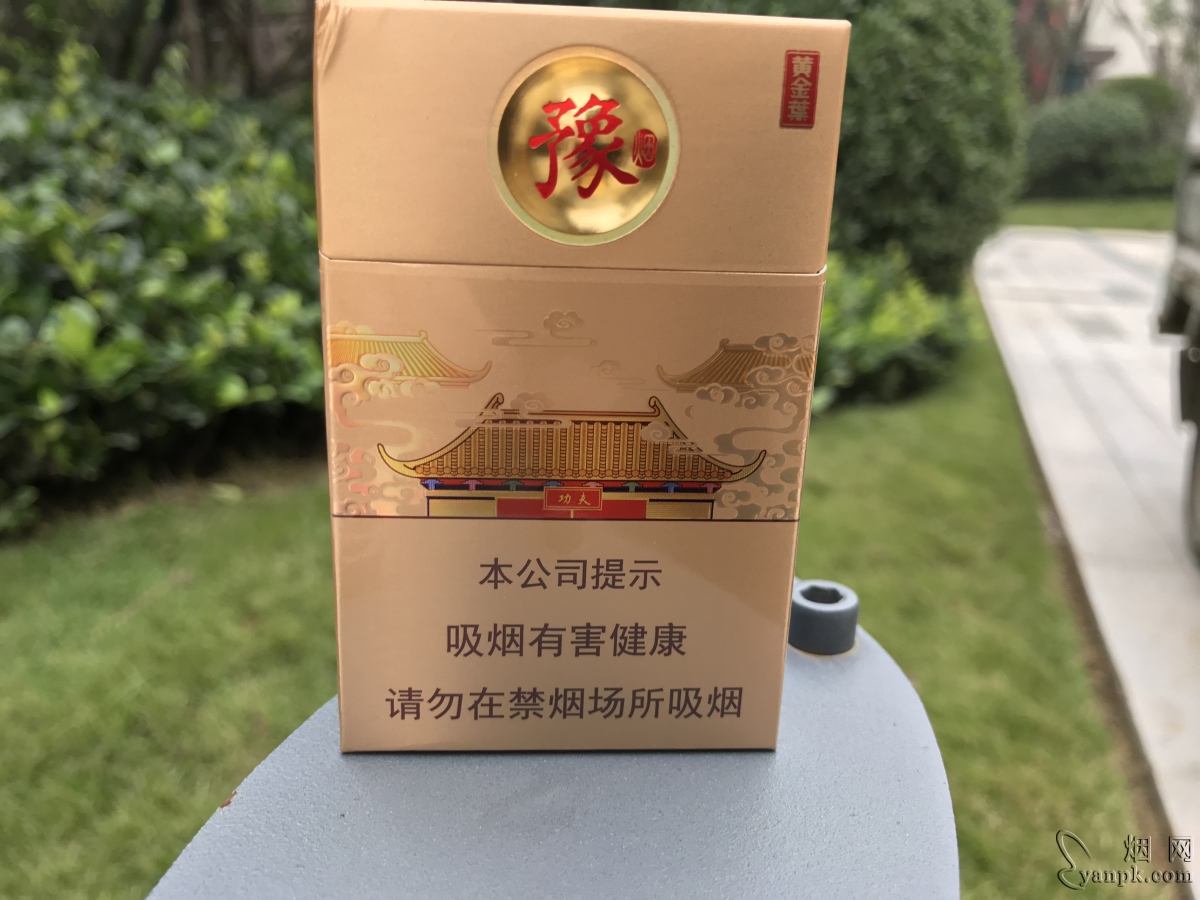 黄金葉
豫
烟
功夫
本公司提示
吸烟有害健康
请勿在禁烟场所吸烟
烟网
yanpk.com